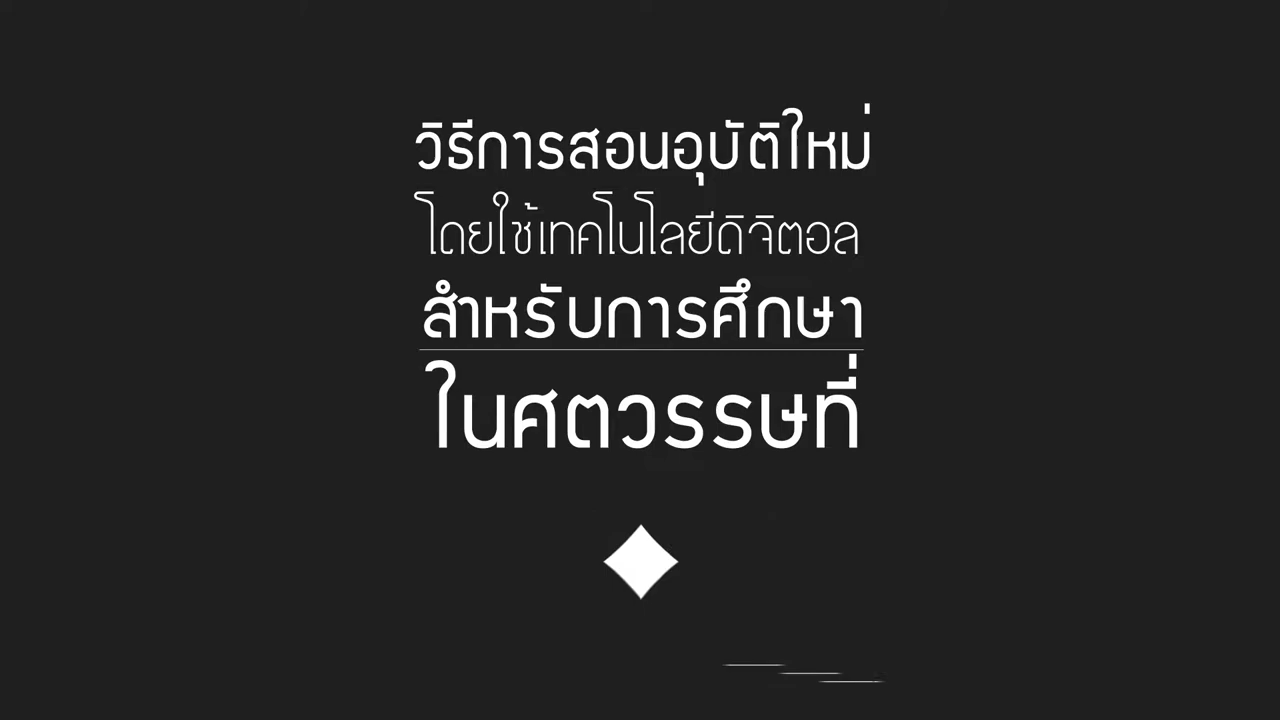 วิธีการสอนอุบัติใหม่
โดยใช้เทคโนโลยีดิจิตอล
สำหรับการศึกษา
ในศตวรรษที่